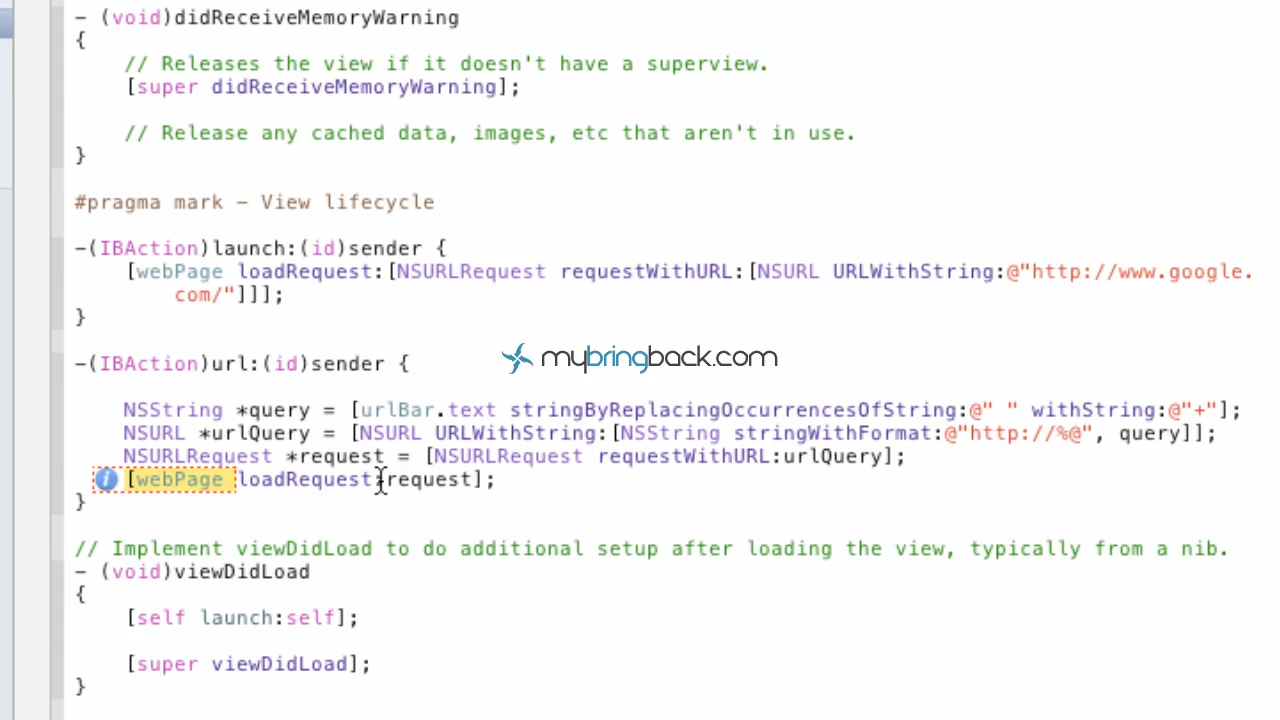 - (void)didReceiveMemoryWarning
{
// Releases the view if it doesn't have a superview.
[super didReceiveMemoryWarning];
// Release any cached data, images, etc that aren't in use.
}
#pragma mark - View lifecycle
-(IBAction)launch:(id)sender {
[webPage loadRequest:[NSURLRequest requestWithURL:[NSURL URLWithString:@"http://www.google.
com/"]]];
}
-(IBAction)url:(id)sender {
mybringback.com
NSString *query = [urlBar.text stringByReplacingOccurrencesOfString:@" " withString:@"+"];
NSURL *urlQuery = [NSURL URLWithString:[NSString stringWithFormat:@"http://%@", query]];
NSURLRequest *request = [NSURLRequest requestWithURL:urlQuery];
[webPage loadRequest:request];
}
// Implement viewDidLoad to do additional setup after loading the view, typically from a nib.
- (void)viewDidLoad
{
[self launch:self];
[super viewDidLoad];
}